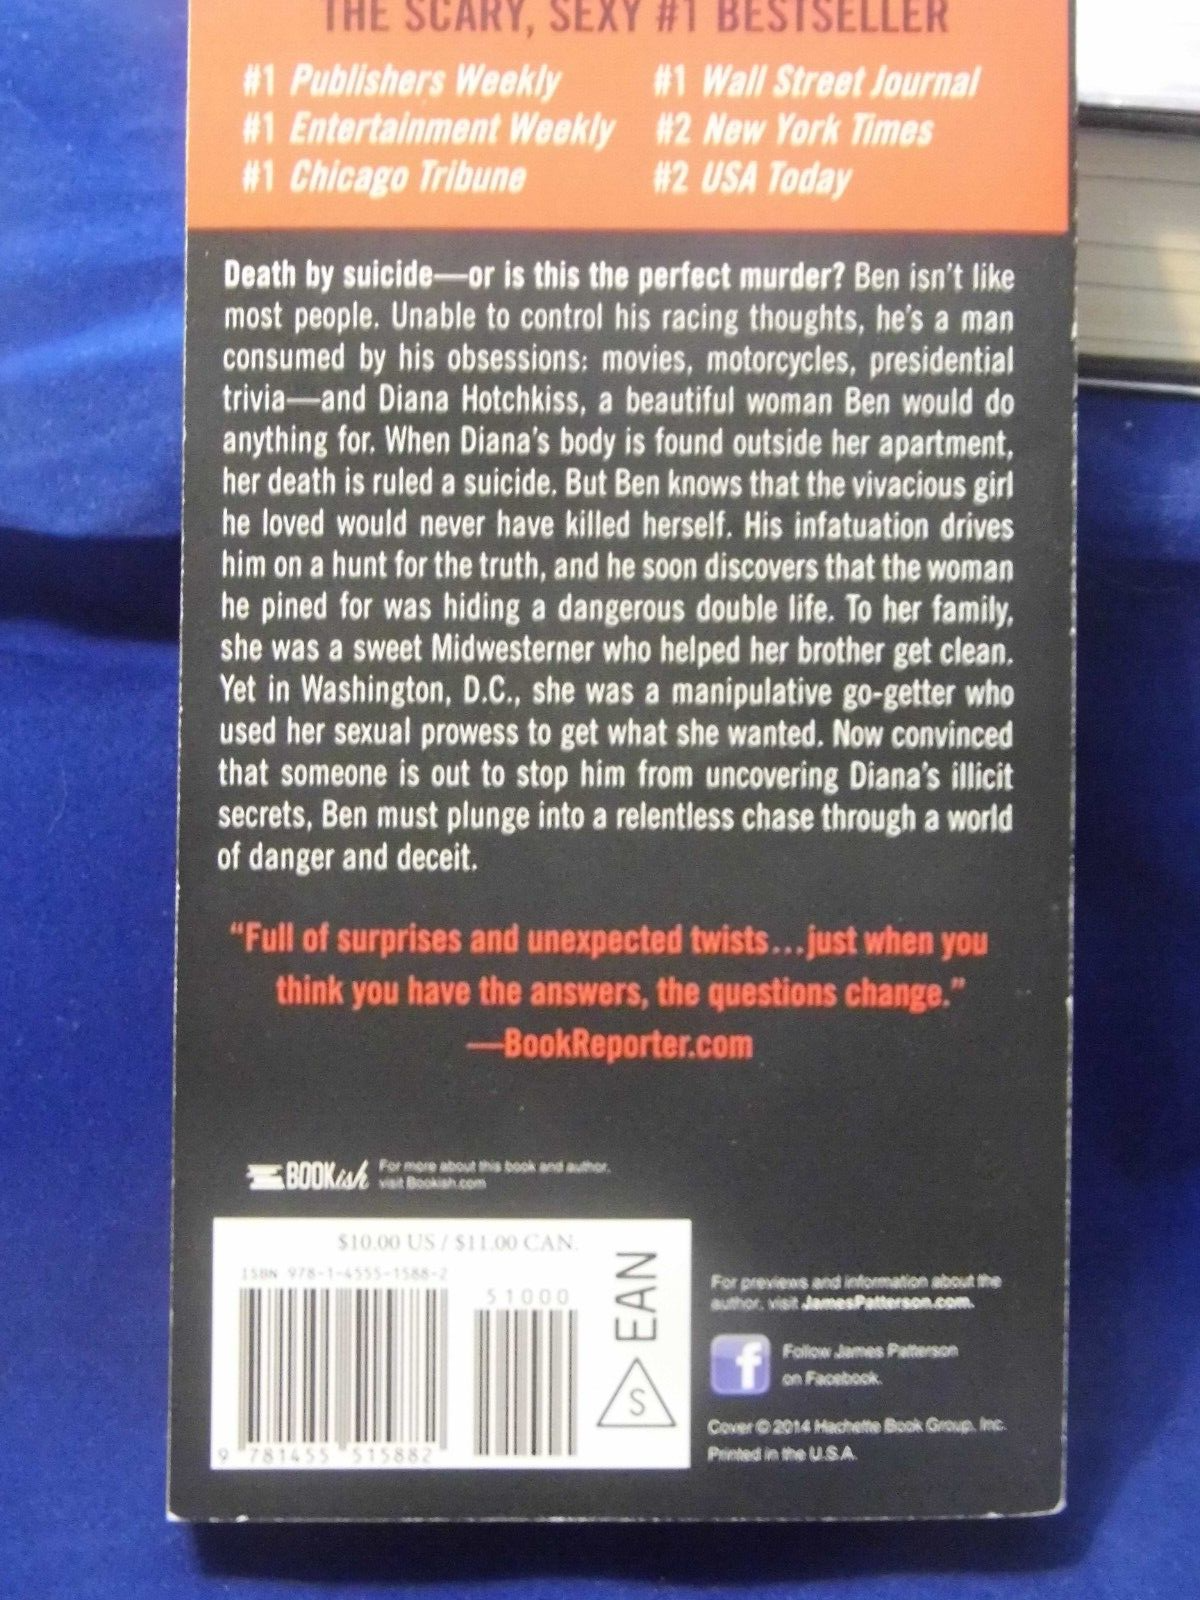 THE SCARY, SEXY #1 BESTSELLER
#1 Publishers Weekly #1 Wall Street Journal
#1 Entertainment Weekly #2 New York Times
#1 Chicago Tribune #2 USA Today
Death by suicide—or is this the perfect murder? Ben isn't like
most people. Unable to control his racing thoughts, he's a man
consumed by his obsessions: movies, motorcycles, presidential
trivia—and Diana Hotchkiss, a beautiful woman Ben would do
anything for. When Diana's body is found outside her apartment,
her death is ruled a suicide. But Ben knows that the vivacious girl
he loved would never have killed herself. His infatuation drives
him on a hunt for the truth, and he soon discovers that the woman
he pined for was hiding a dangerous double life. To her family,
she was a sweet Midwesterner who helped her brother get clean.
Yet in Washington, D.C., she was a manipulative go-getter who
used her sexual prowess to get what she wanted. Now convinced
that someone is out to stop him from uncovering Diana's illicit
secrets, Ben must plunge into a relentless chase through a world
of danger and deceit.
"Full of surprises and unexpected twists...just when you
think you have the answers, the questions change."
—BookReporter.com
BOOKish
For more about this book and author,
visit Bookish.com
$10.00 US / $11.00 CAN.
ISBN 978-1-4555-1588-2
51000
EAN
S
9 781455 515882
For previews and information about the
author, visit JamesPatterson.com.
f
Follow James Patterson
on Facebook.
Cover © 2014 Hachette Book Group, Inc.
Printed in the U.S.A.